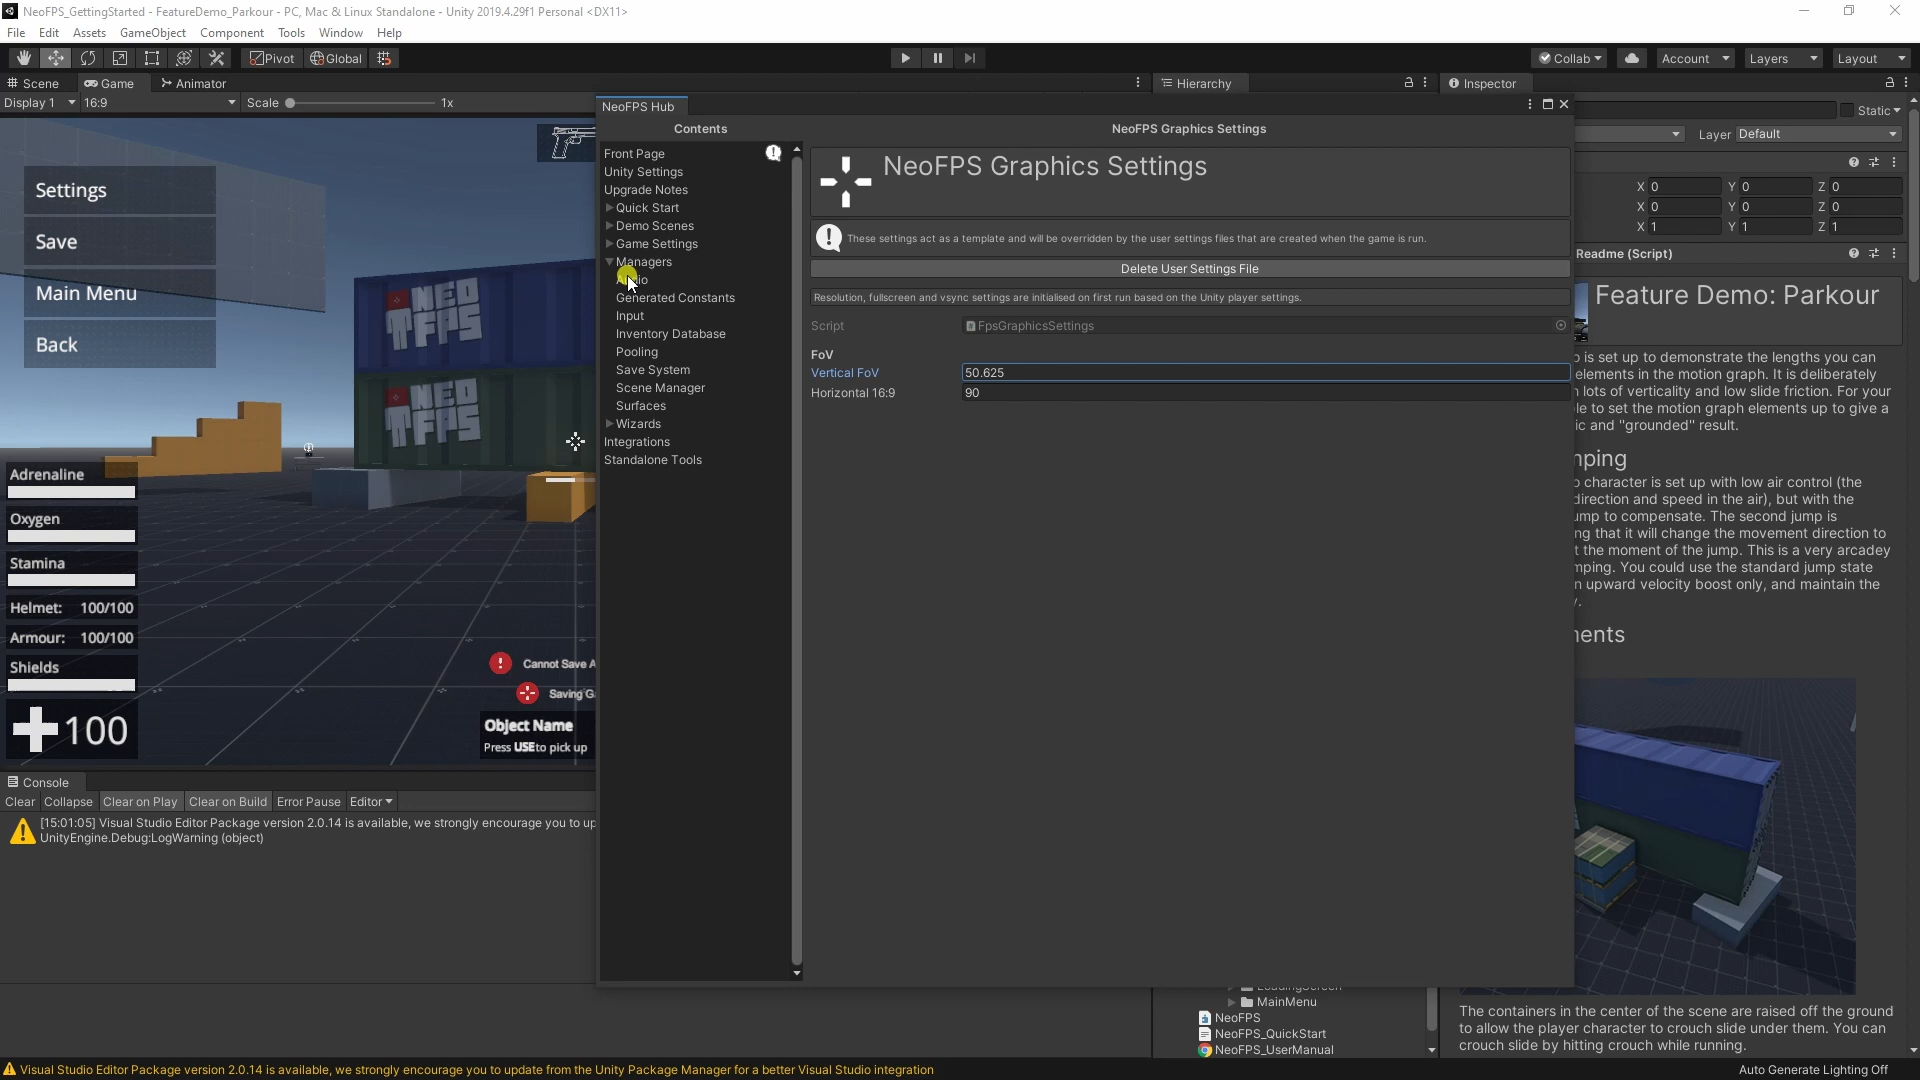 NeoFPS_GettingStarted - FeatureDemo_Parkour - PC, Mac & Linux Standalone - Unity 2019.4.29f1 Personal <DX11>
File Edit Assets GameObject Component Tools Window Help
Pivot Global Collab Account Layers Layout
Scene Game Animator
Display 1 16:9 Scale 1x
Settings
Save
Main Menu
Back
NEO
FPS
NEO
FPS
Adrenaline
Oxygen
Stamina
Helmet: 100/100
Armour: 100/100
Shields
100
Cannot Save A
Saving G
Object Name
Press USE to pick up
Console
Clear Collapse Clear on Play Clear on Build Error Pause Editor
[15:01:05] Visual Studio Editor Package version 2.0.14 is available, we strongly encourage you to up
UnityEngine.Debug:LogWarning (object)
NeoFPS Hub
Contents
Front Page
Unity Settings
Upgrade Notes
Quick Start
Demo Scenes
Game Settings
Managers
Generated Constants
Input
Inventory Database
Pooling
Save System
Scene Manager
Surfaces
Wizards
Integrations
Standalone Tools
NeoFPS Graphics Settings
NeoFPS Graphics Settings
These settings act as a template and will be overridden by the user settings files that are created when the game is run.
Delete User Settings File
Resolution, fullscreen and vsync settings are initialised on first run based on the Unity player settings.
Script FpsGraphicsSettings
FoV
Vertical FoV 50.625
Horizontal 16:9 90
Hierarchy
MainMenu
NeoFPS
NeoFPS_QuickStart
NeoFPS_UserManual
Inspector
Static
Layer Default
X 0 Y 0 Z 0
X 0 Y 0 Z 0
X 1 Y 1 Z 1
Readme (Script)
Feature Demo: Parkour
is set up to demonstrate the lengths you can
elements in the motion graph. It is deliberately
lots of verticality and low slide friction. For your
to set the motion graph elements up to give a
ic and "grounded" result.
mping
character is set up with low air control (the
direction and speed in the air), but with the
ump to compensate. The second jump is
ng that it will change the movement direction to
t the moment of the jump. This is a very arcadey
mping. You could use the standard jump state
n upward velocity boost only, and maintain the
y.
ents
The containers in the center of the scene are raised off the ground
to allow the player character to crouch slide under them. You can
crouch slide by hitting crouch while running.
Visual Studio Editor Package version 2.0.14 is available, we strongly encourage you to update from the Unity Package Manager for a better Visual Studio integration
Auto Generate Lighting Off